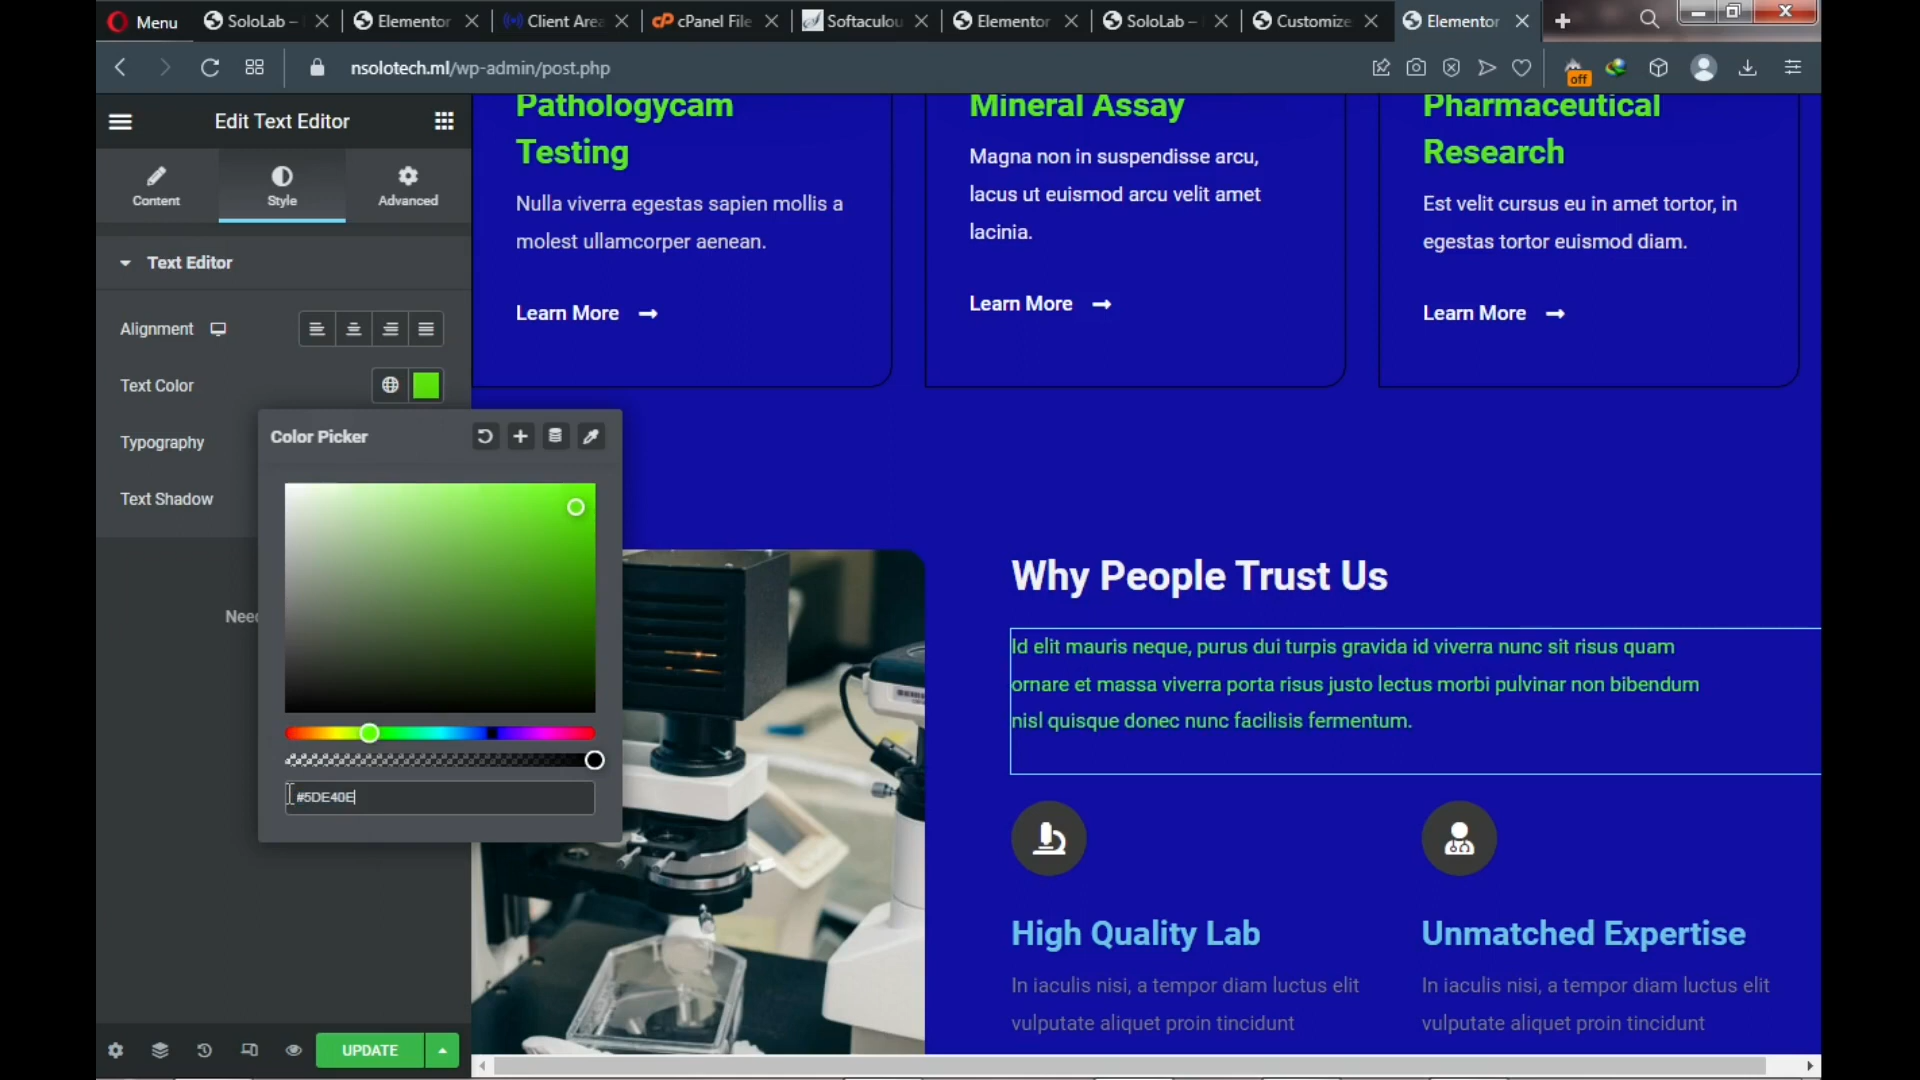 Menu
SoloLab –
Elementor
Client Area
cPanel File
Softaculou
Elementor
SoloLab –
Customize
Elementor
nsolotech.ml/wp-admin/post.php
off
Edit Text Editor
Content
Style
Advanced
Text Editor
Alignment
Text Color
Typography
Text Shadow
Need
Color Picker
#5DE40E
UPDATE
Pathologycam
Testing
Nulla viverra egestas sapien mollis a
molest ullamcorper aenean.
Learn More
Mineral Assay
Magna non in suspendisse arcu,
lacus ut euismod arcu velit amet
lacinia.
Learn More
Pharmaceutical
Research
Est velit cursus eu in amet tortor, in
egestas tortor euismod diam.
Learn More
Why People Trust Us
Id elit mauris neque, purus dui turpis gravida id viverra nunc sit risus quam
ornare et massa viverra porta risus justo lectus morbi pulvinar non bibendum
nisl quisque donec nunc facilisis fermentum.
High Quality Lab
In iaculis nisi, a tempor diam luctus elit
vulputate aliquet proin tincidunt
Unmatched Expertise
In iaculis nisi, a tempor diam luctus elit
vulputate aliquet proin tincidunt